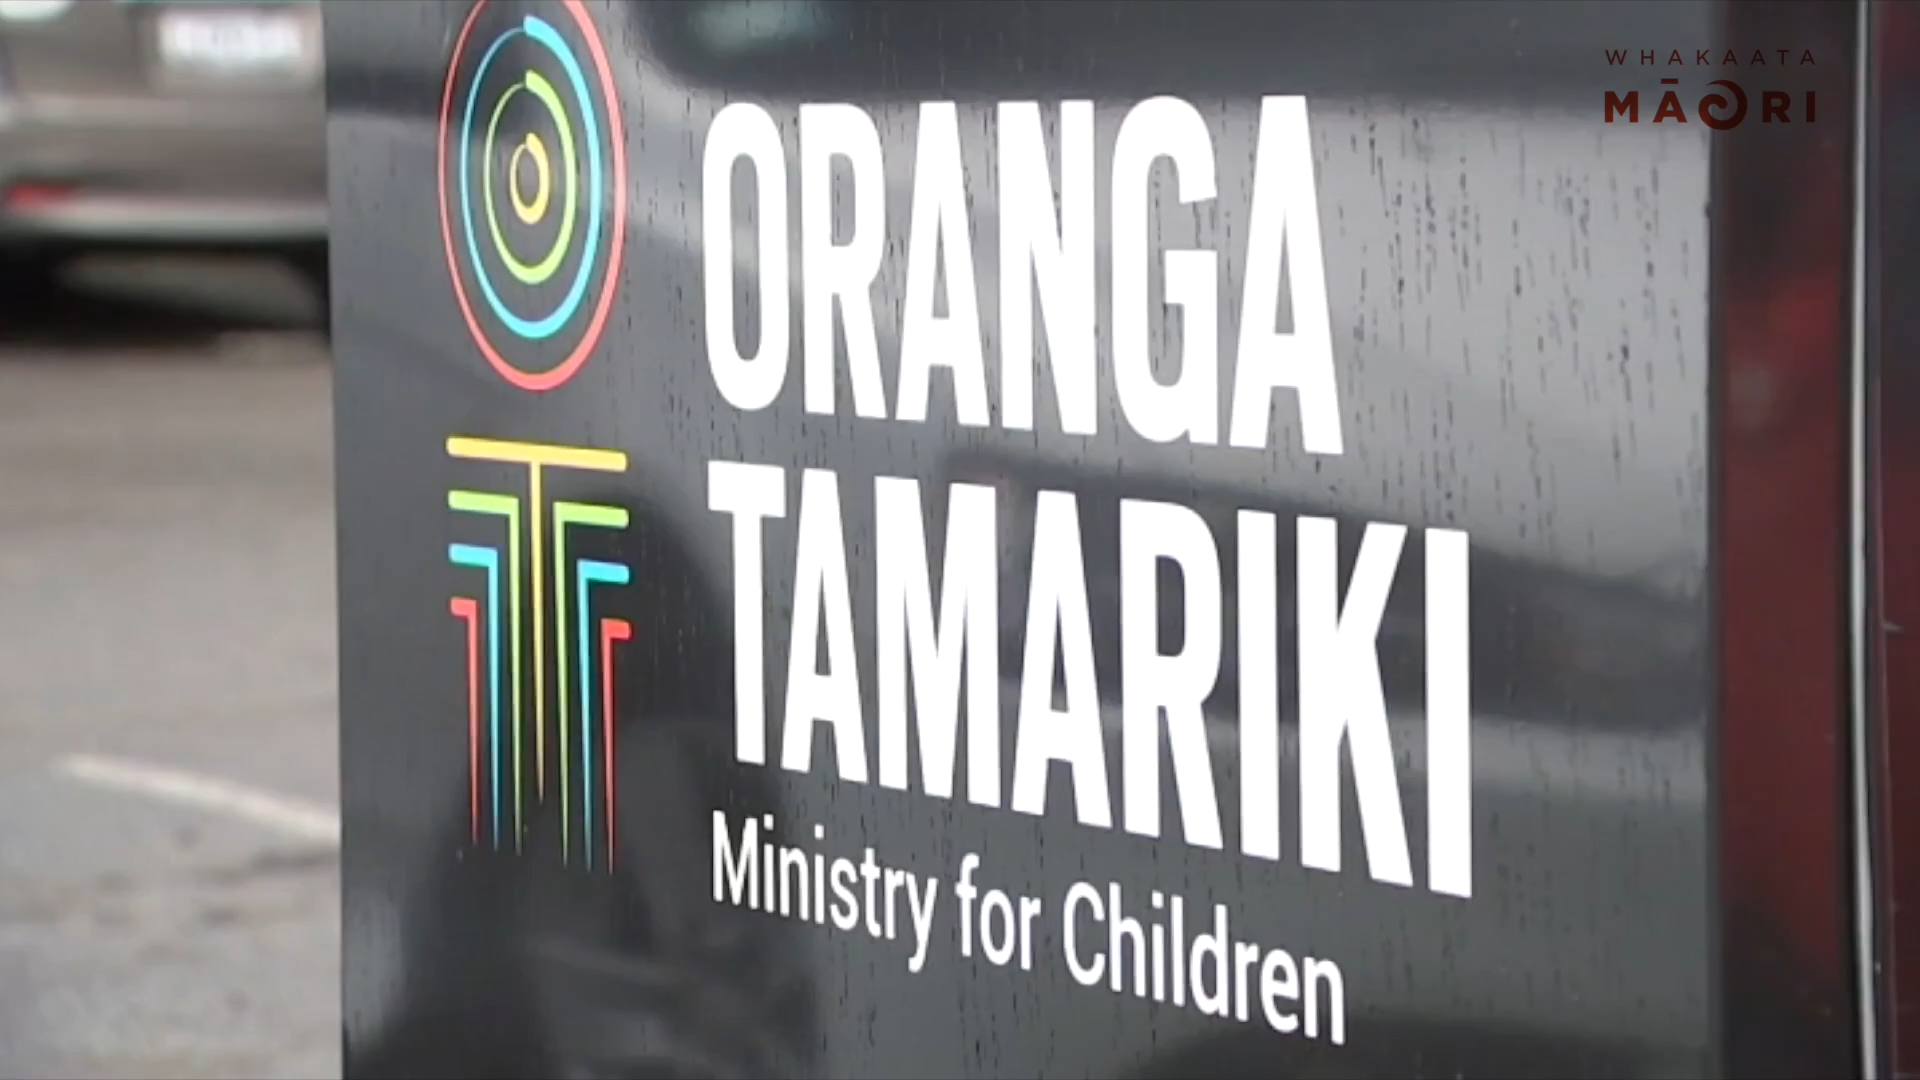 WHAKAATA
MĀORI
ORANGA
TAMARIKI
Ministry for Children